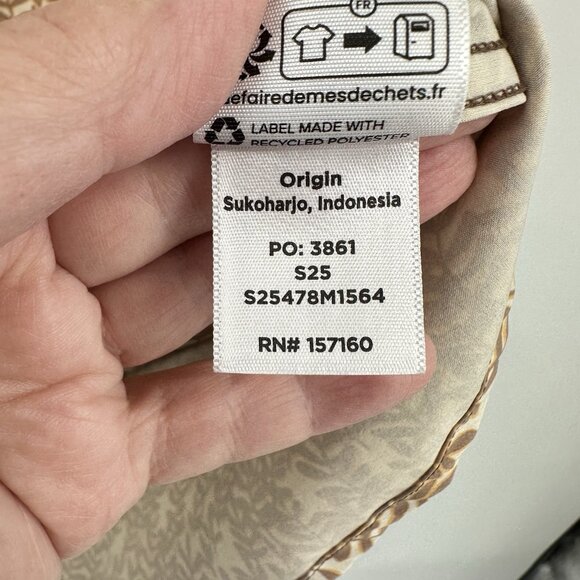 FR
efairedemesdechets.fr
LABEL MADE WITH
RECYCLED POLYESTER
Origin
Sukoharjo, Indonesia
PO: 3861
S25
S25478M1564
RN# 157160